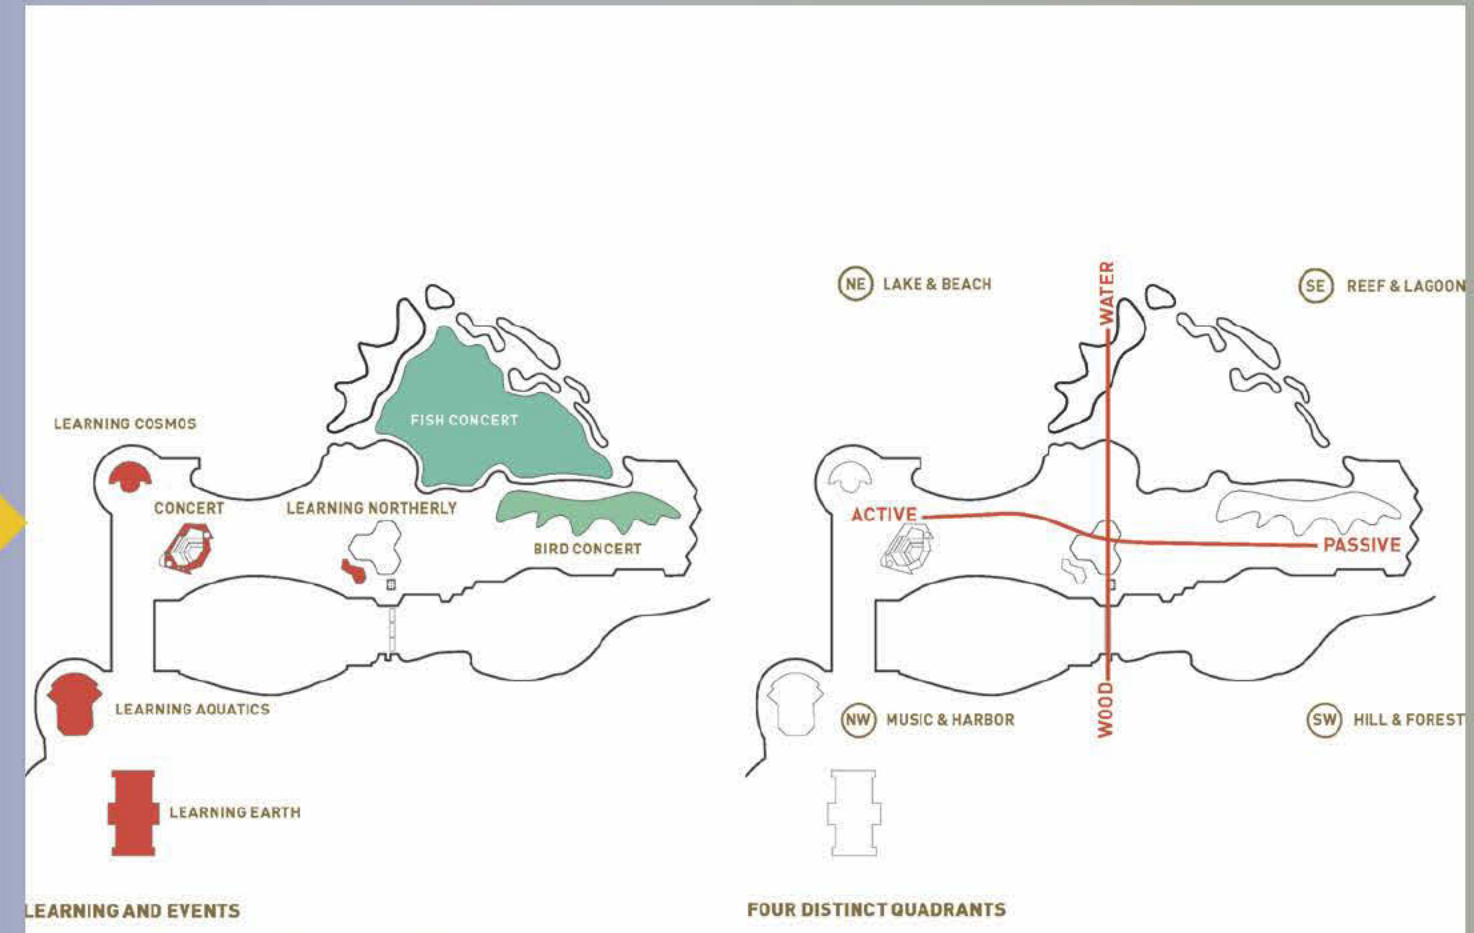 LEARNING COSMOS
FISH CONCERT
CONCERT
LEARNING NORTHERLY
BIRD CONCERT
LEARNING AQUATICS
LEARNING EARTH
LEARNING AND EVENTS
NE LAKE & BEACH
WATER
SE REEF & LAGOON
ACTIVE
PASSIVE
WOOD
NW MUSIC & HARBOR
SW HILL & FOREST
FOUR DISTINCT QUADRANTS